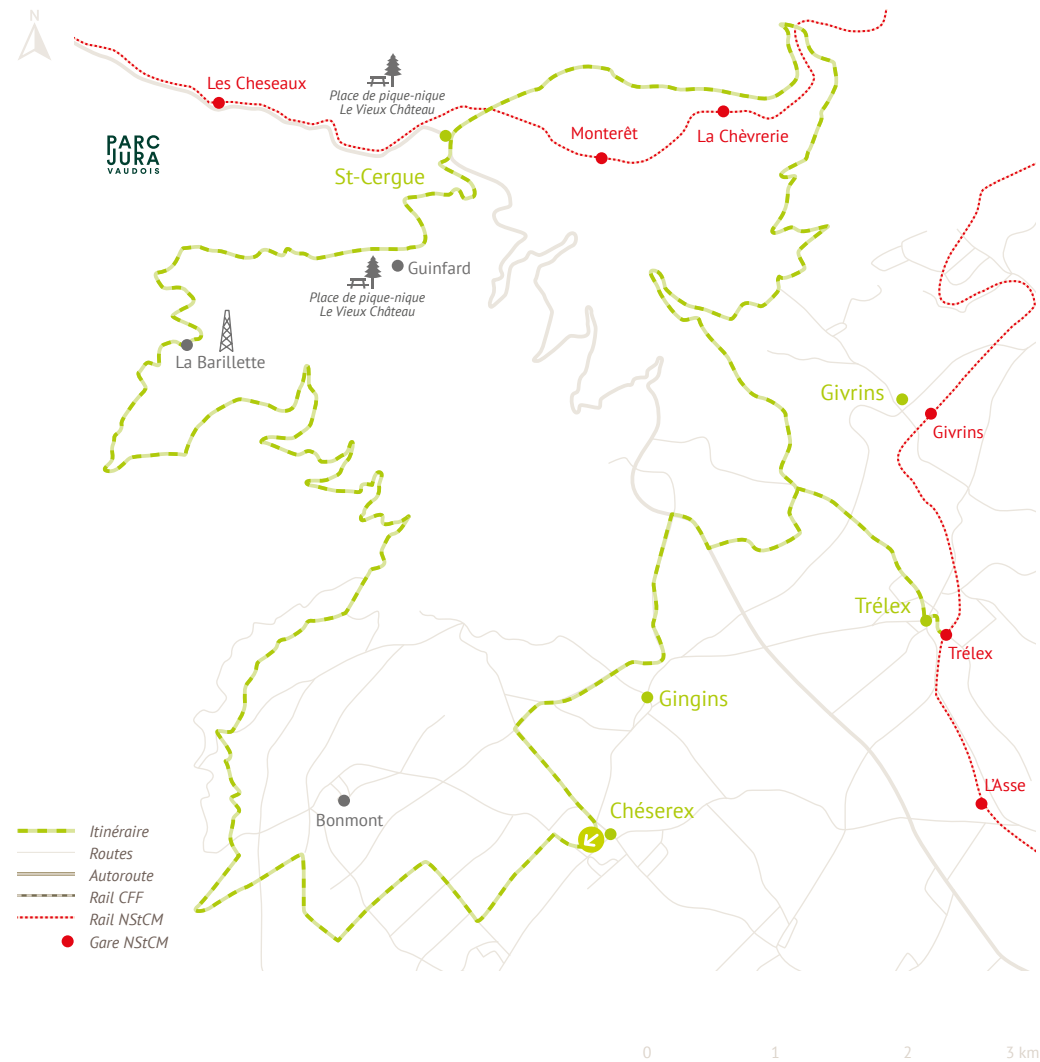 N
Les Cheseaux
Place de pique-nique
Le Vieux Château
PARC
JURA
VAUDOIS
Monterêt
La Chèvrerie
St-Cergue
Guinfard
Place de pique-nique
Le Vieux Château
La Barillette
Givrins
Givrins
Trélex
Trélex
Gingins
L'Asse
Chéserex
Bonmont
Itinéraire
Routes
Autoroute
Rail CFF
Rail NStCM
Gare NStCM
0 1 2 3 km